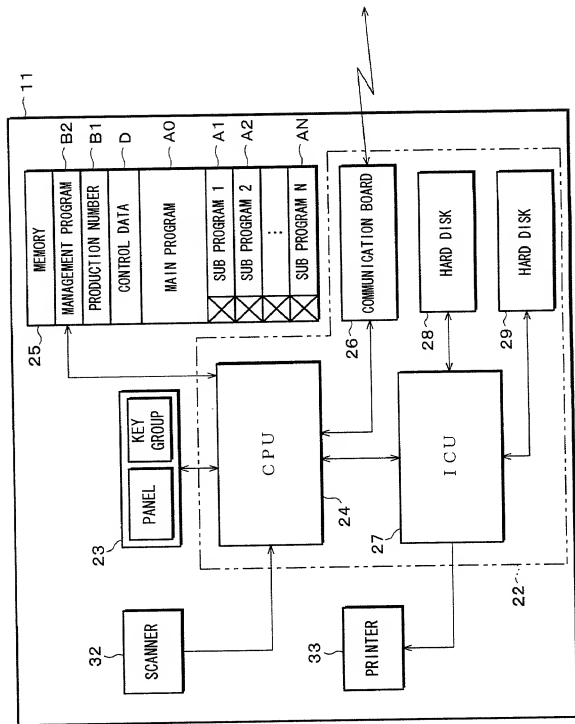 11
25
MEMORY
MANAGEMENT PROGRAM
B2
PRODUCTION NUMBER
B1
CONTROL DATA
D
MAIN PROGRAM
A0
SUB PROGRAM 1
A1
SUB PROGRAM 2
A2
⋮
SUB PROGRAM N
AN
23
PANEL
KEY
GROUP
32
SCANNER
CPU
24
26
COMMUNICATION BOARD
33
PRINTER
27
ICU
28
HARD DISK
29
HARD DISK
22